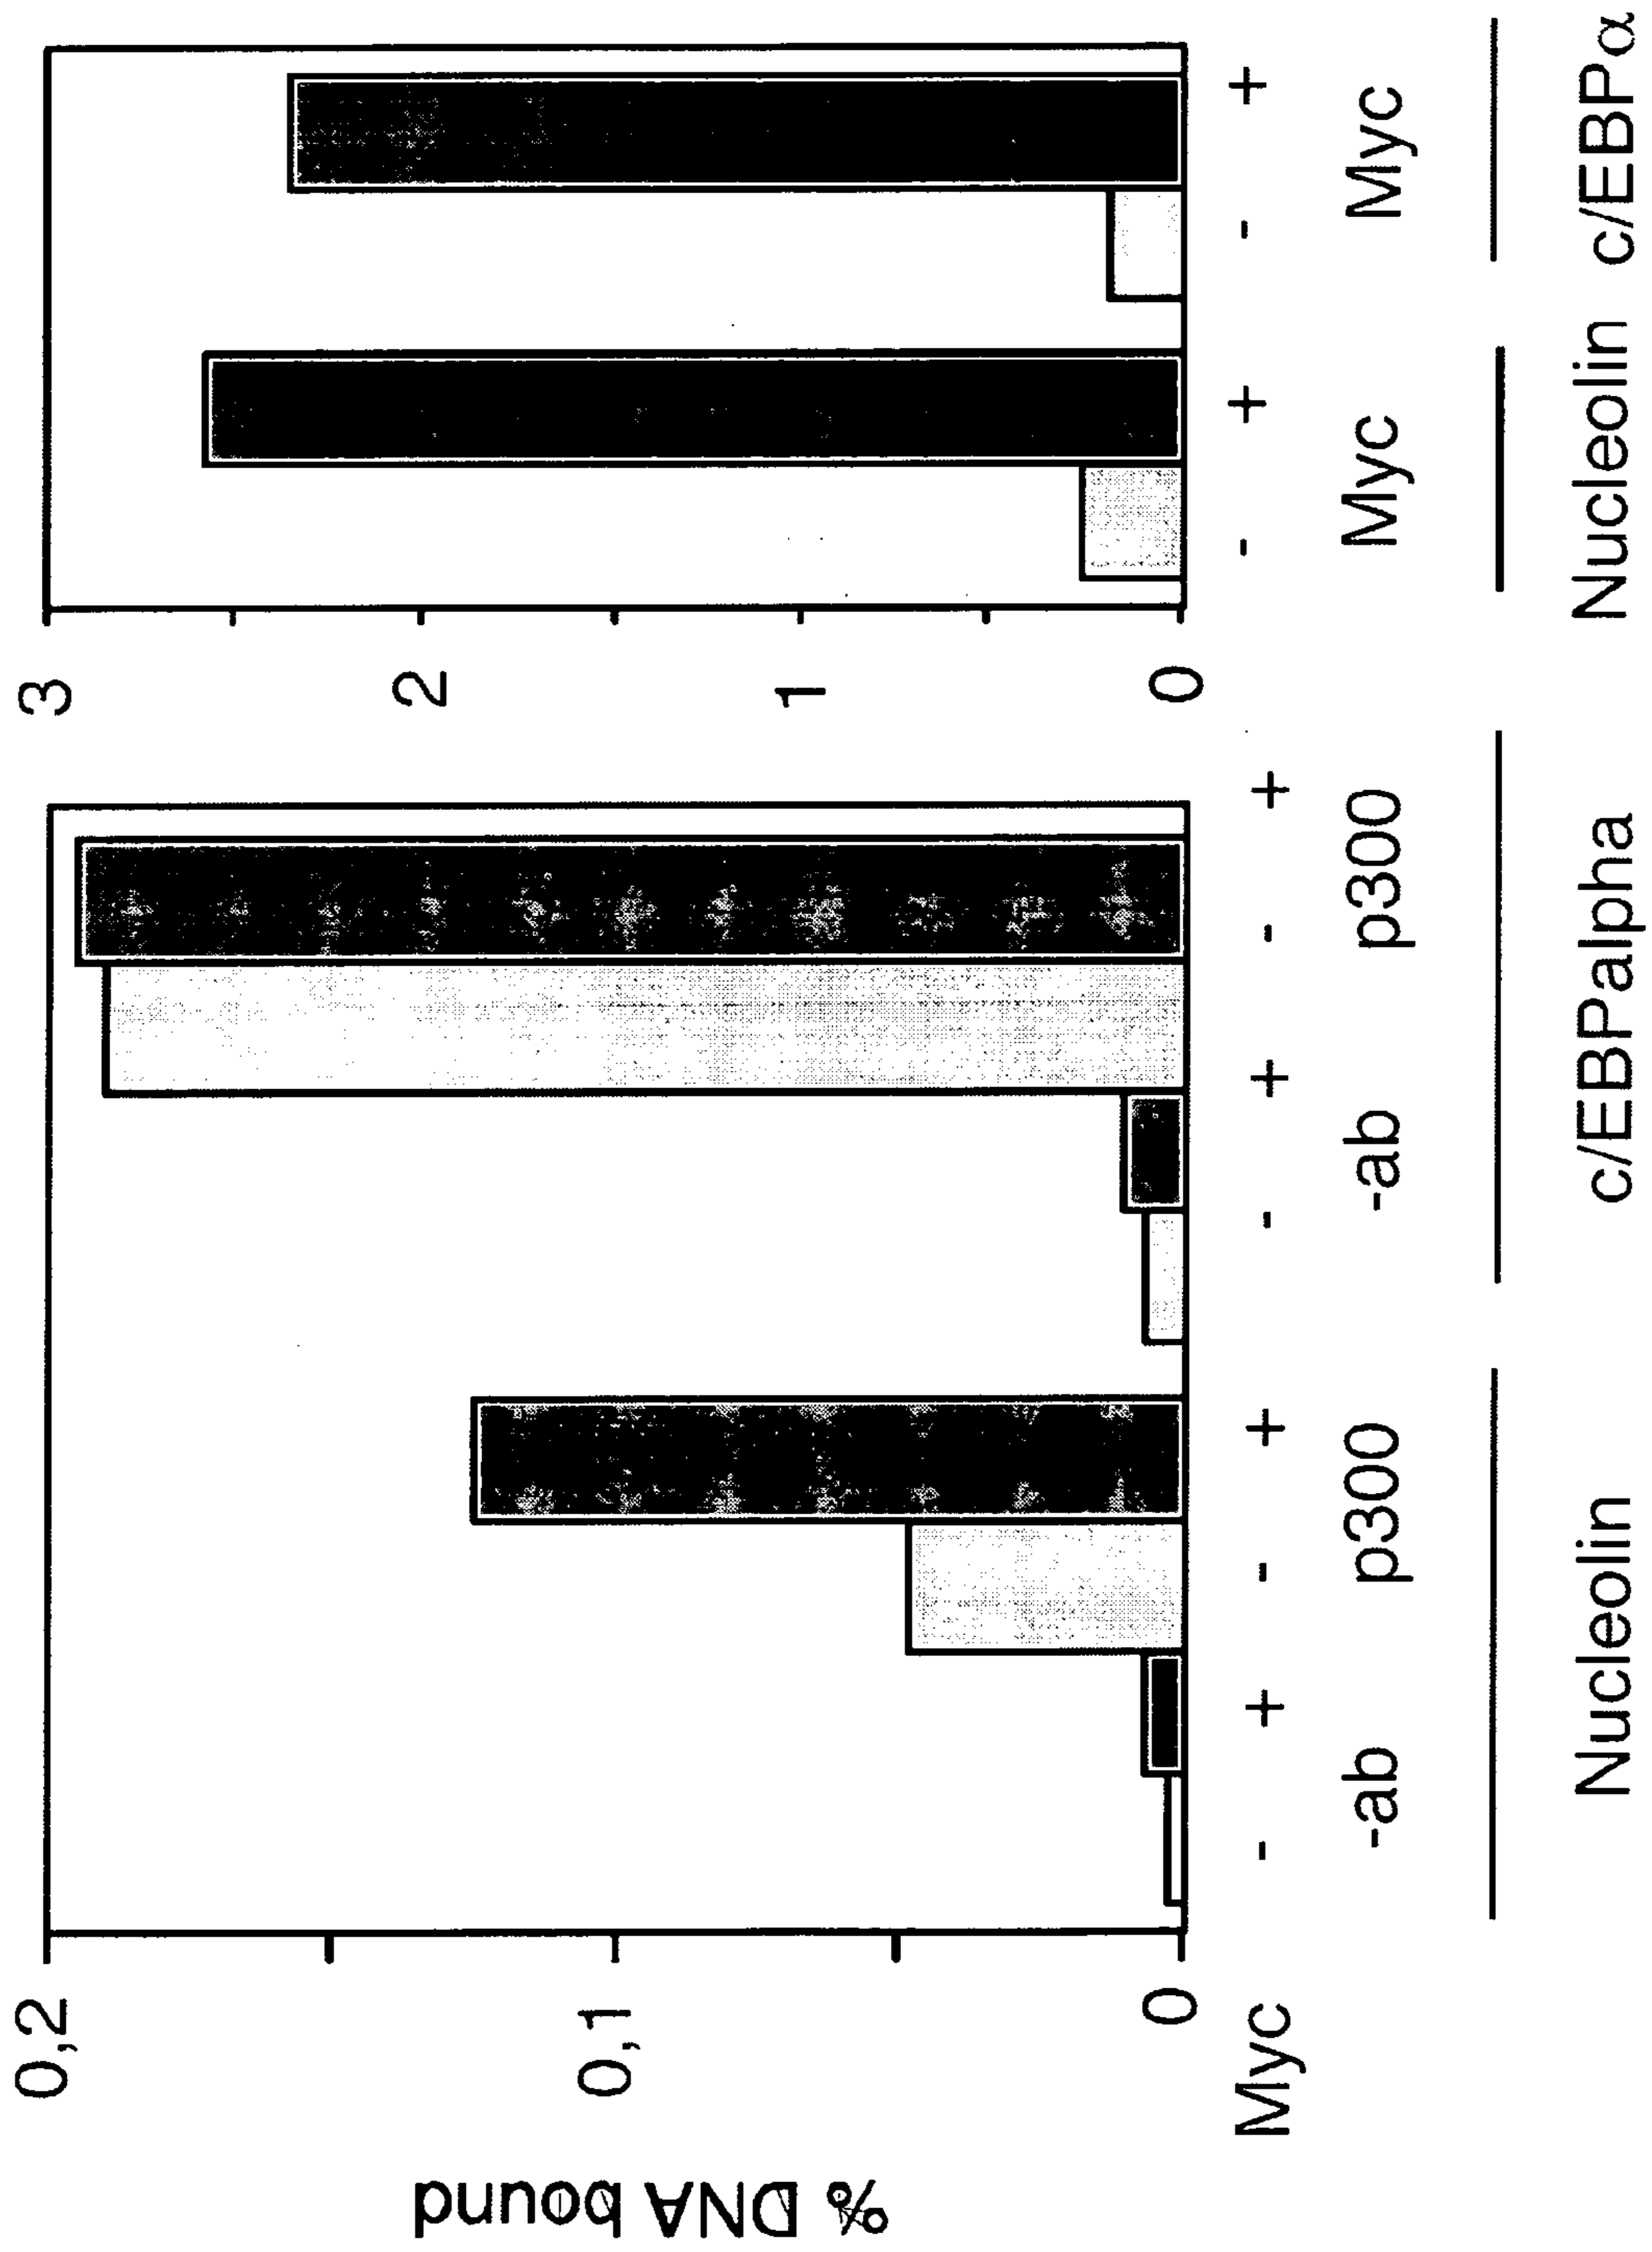 % DNA bound
0,2
0,1
0
3
2
1
0
Myc - + - + - + - + - + - +
-ab p300 -ab p300 Myc Myc
Nucleolin c/EBPalpha Nucleolin c/EBPα